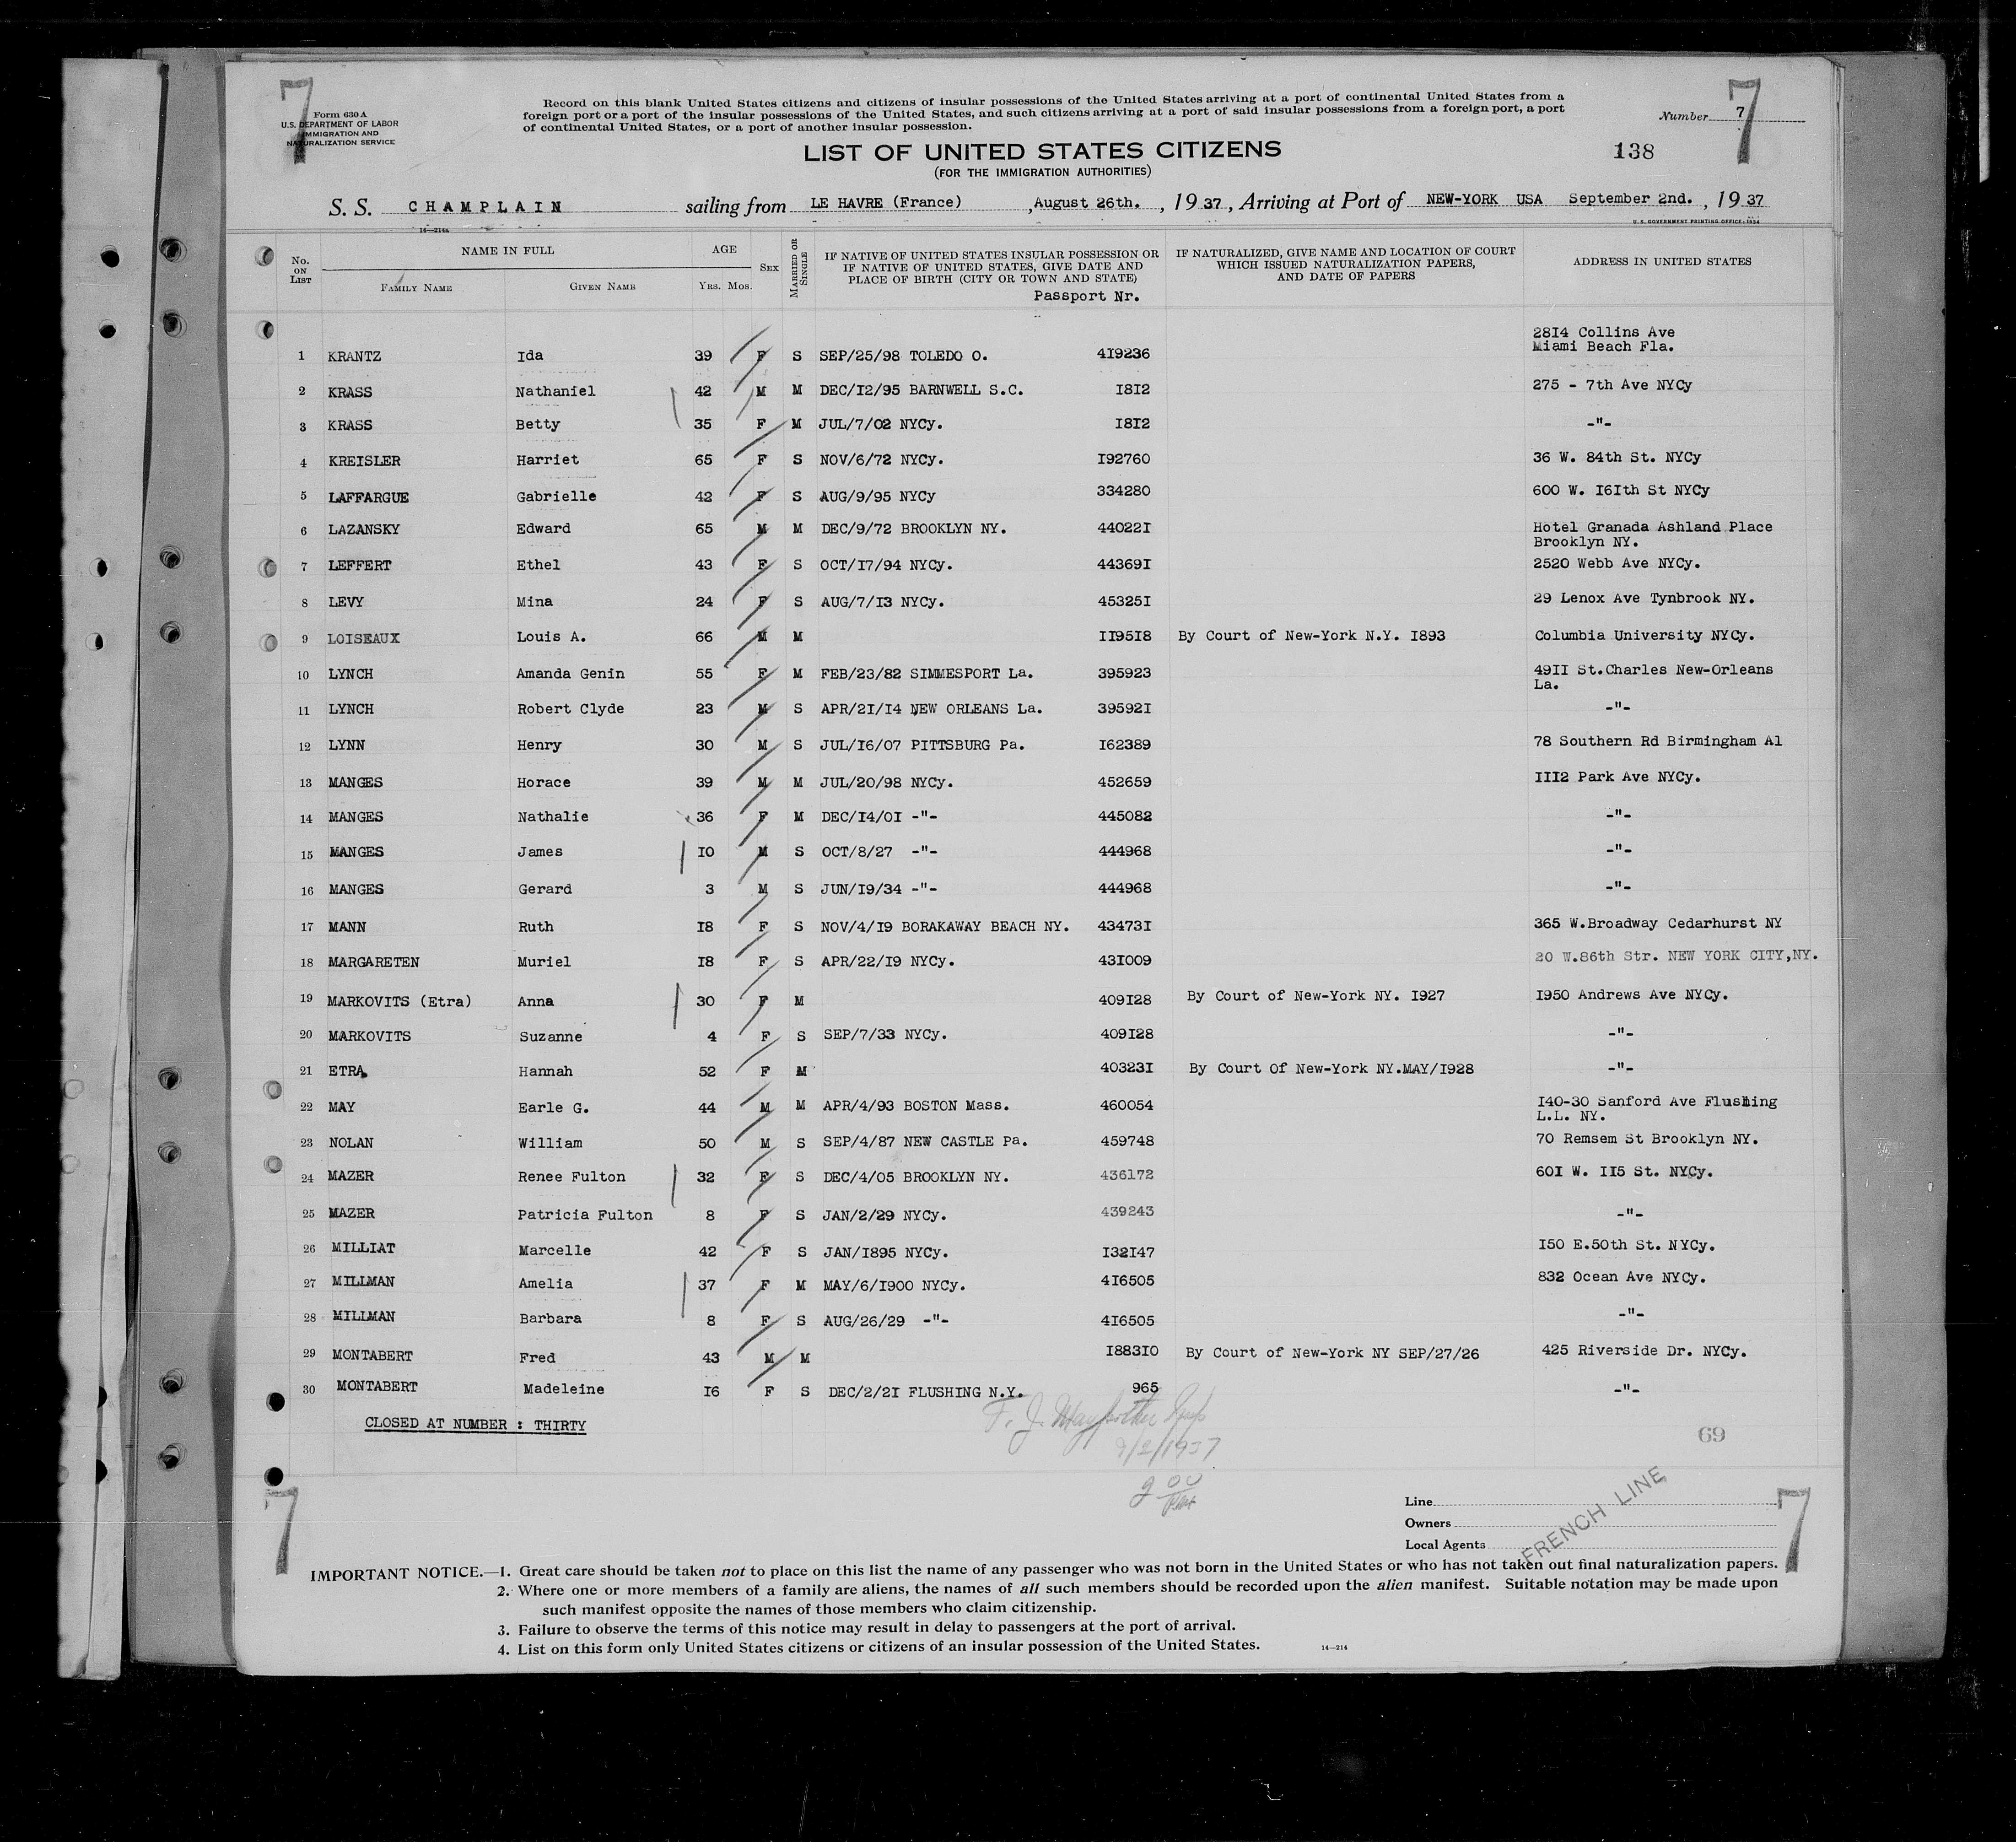 7
7
Form 630 A
U.S. DEPARTMENT OF LABOR
IMMIGRATION AND
NATURALIZATION SERVICE
Record on this blank United States citizens and citizens of insular possessions of the United States arriving at a port of continental United States from a
foreign port or a port of the insular possessions of the United States, and such citizens arriving at a port of said insular possessions from a foreign port, a port
of continental United States, or a port of another insular possession.
Number 7
LIST OF UNITED STATES CITIZENS
138
(FOR THE IMMIGRATION AUTHORITIES)
S. S. CHAMPLAIN sailing from LE HAVRE (France) , August 26th. , 19 37 , Arriving at Port of NEW-YORK USA September 2nd. , 19 37
14—214a
U. S. GOVERNMENT PRINTING OFFICE: 1934
No. ON LIST NAME IN FULL AGE SEX MARRIED OR SINGLE IF NATIVE OF UNITED STATES INSULAR POSSESSION OR IF NATIVE OF UNITED STATES, GIVE DATE AND PLACE OF BIRTH (CITY OR TOWN AND STATE) IF NATURALIZED, GIVE NAME AND LOCATION OF COURT WHICH ISSUED NATURALIZATION PAPERS, AND DATE OF PAPERS ADDRESS IN UNITED STATES
FAMILY NAME GIVEN NAME YRS. MOS. Passport Nr.
2814 Collins Ave
1 KRANTZ Ida 39 F S SEP/25/98 TOLEDO O. 419236 Miami Beach Fla.
2 KRASS Nathaniel 42 M M DEC/12/95 BARNWELL S.C. 1812 275 - 7th Ave NYCy
3 KRASS Betty 35 F M JUL/7/02 NYCy. 1812 -"-
4 KREISLER Harriet 65 F S NOV/6/72 NYCy. 192760 36 W. 84th St. NYCy
5 LAFFARGUE Gabrielle 42 F S AUG/9/95 NYCy 334280 600 W. 161th St NYCy
6 LAZANSKY Edward 65 M M DEC/9/72 BROOKLYN NY. 440221 Hotel Granada Ashland Place
Brooklyn NY.
7 LEFFERT Ethel 43 F S OCT/17/94 NYCy. 443691 2520 Webb Ave NYCy.
8 LEVY Mina 24 F S AUG/7/13 NYCy. 453251 29 Lenox Ave Tynbrook NY.
9 LOISEAUX Louis A. 66 M M 119518 By Court of New-York N.Y. 1893 Columbia University NYCy.
10 LYNCH Amanda Genin 55 F M FEB/23/82 SIMMESPORT La. 395923 4911 St.Charles New-Orleans
La.
11 LYNCH Robert Clyde 23 M S APR/21/14 NEW ORLEANS La. 395921 -"-
12 LYNN Henry 30 M S JUL/16/07 PITTSBURG Pa. 162389 78 Southern Rd Birmingham Al
13 MANGES Horace 39 M M JUL/20/98 NYCy. 452659 1112 Park Ave NYCy.
14 MANGES Nathalie 36 F M DEC/14/01 -"- 445082 -"-
15 MANGES James 10 M S OCT/8/27 -"- 444968 -"-
16 MANGES Gerard 3 M S JUN/19/34 -"- 444968 -"-
17 MANN Ruth 18 F S NOV/4/19 BORAKAWAY BEACH NY. 434731 365 W.Broadway Cedarhurst NY
18 MARGARETEN Muriel 18 F S APR/22/19 NYCy. 431009 20 W.86th Str. NEW YORK CITY,NY.
19 MARKOVITS (Etra) Anna 30 F M 409128 By Court of New-York NY. 1927 1950 Andrews Ave NYCy.
20 MARKOVITS Suzanne 4 F S SEP/7/33 NYCy. 409128 -"-
21 ETRA Hannah 52 F M 403231 By Court Of New-York NY.MAY/1928 -"-
22 MAY Earle G. 44 M M APR/4/93 BOSTON Mass. 460054 140-30 Sanford Ave Flushing
L.L. NY.
23 NOLAN William 50 M S SEP/4/87 NEW CASTLE Pa. 459748 70 Remsem St Brooklyn NY.
24 MAZER Renee Fulton 32 F S DEC/4/05 BROOKLYN NY. 436172 601 W. 115 St. NYCy.
25 MAZER Patricia Fulton 8 F S JAN/2/29 NYCy. 439243 -"-
26 MILLIAT Marcelle 42 F S JAN/1895 NYCy. 132147 150 E.50th St. NYCy.
27 MILLMAN Amelia 37 F M MAY/6/1900 NYCy. 416505 832 Ocean Ave NYCy.
28 MILLMAN Barbara 8 F S AUG/26/29 -"- 416505 -"-
29 MONTABERT Fred 43 M M 188310 By Court of New-York NY SEP/27/26 425 Riverside Dr. NYCy.
30 MONTABERT Madeleine 16 F S DEC/2/21 FLUSHING N.Y. 965 -"-
CLOSED AT NUMBER : THIRTY
F. J.
9/2/1937
69
2 00
7
7
Line
Owners
Local Agents
FRENCH LINE
IMPORTANT NOTICE.—1. Great care should be taken not to place on this list the name of any passenger who was not born in the United States or who has not taken out final naturalization papers.
2. Where one or more members of a family are aliens, the names of all such members should be recorded upon the alien manifest. Suitable notation may be made upon
such manifest opposite the names of those members who claim citizenship.
3. Failure to observe the terms of this notice may result in delay to passengers at the port of arrival.
4. List on this form only United States citizens or citizens of an insular possession of the United States.
14—214